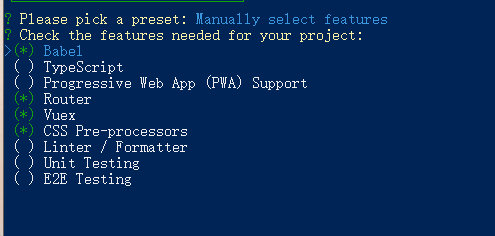 ? Please pick a preset: Manually select features
? Check the features needed for your project:
>(*) Babel
( ) TypeScript
( ) Progressive Web App (PWA) Support
(*) Router
(*) Vuex
(*) CSS Pre-processors
( ) Linter / Formatter
( ) Unit Testing
( ) E2E Testing